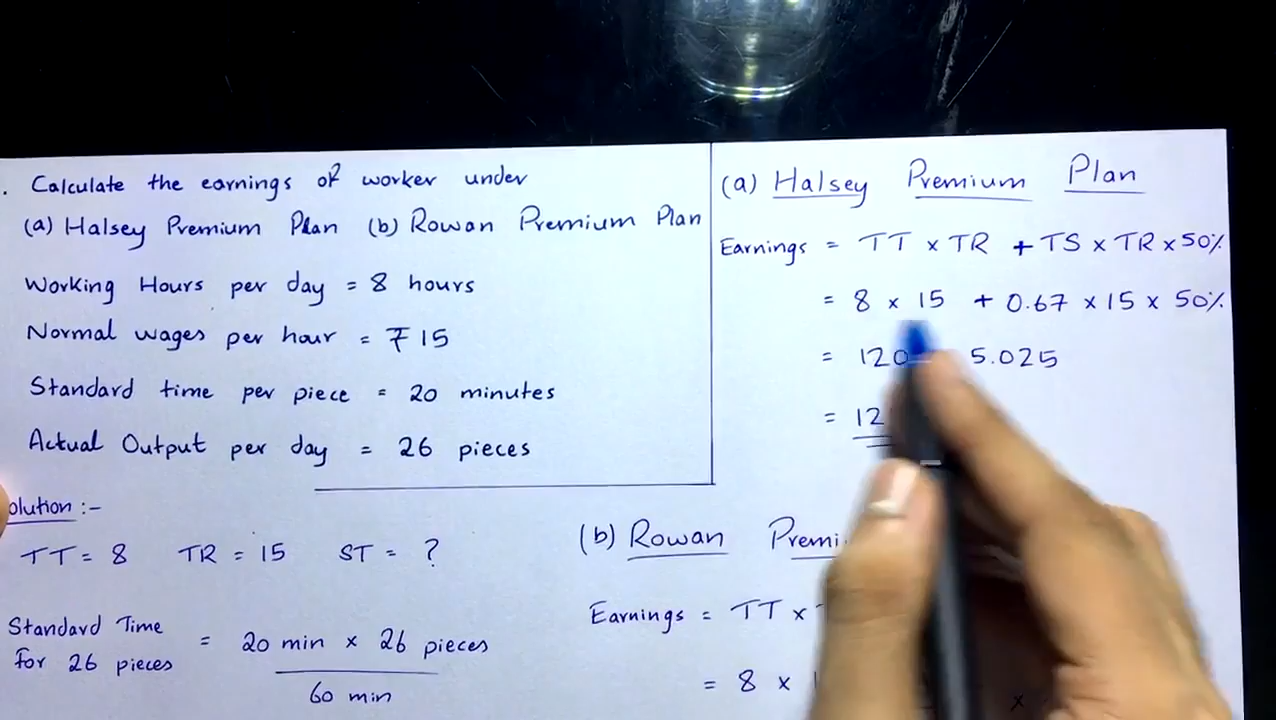 . Calculate the earnings of worker under
(a) Halsey Premium Plan (b) Rowan Premium Plan
Working Hours per day = 8 hours
Normal wages per hour = ₹ 15
Standard time per piece = 20 minutes
Actual Output per day = 26 pieces
olution :-
TT = 8 TR = 15 ST = ?
Standard Time
for 26 pieces = 20 min × 26 pieces
60 min
(a) Halsey Premium Plan
Earnings = TT × TR + TS × TR × 50%
= 8 × 15 + 0.67 × 15 × 50%
= 120 5.025
= 12
(b) Rowan Premi
Earnings = TT ×
= 8 ×